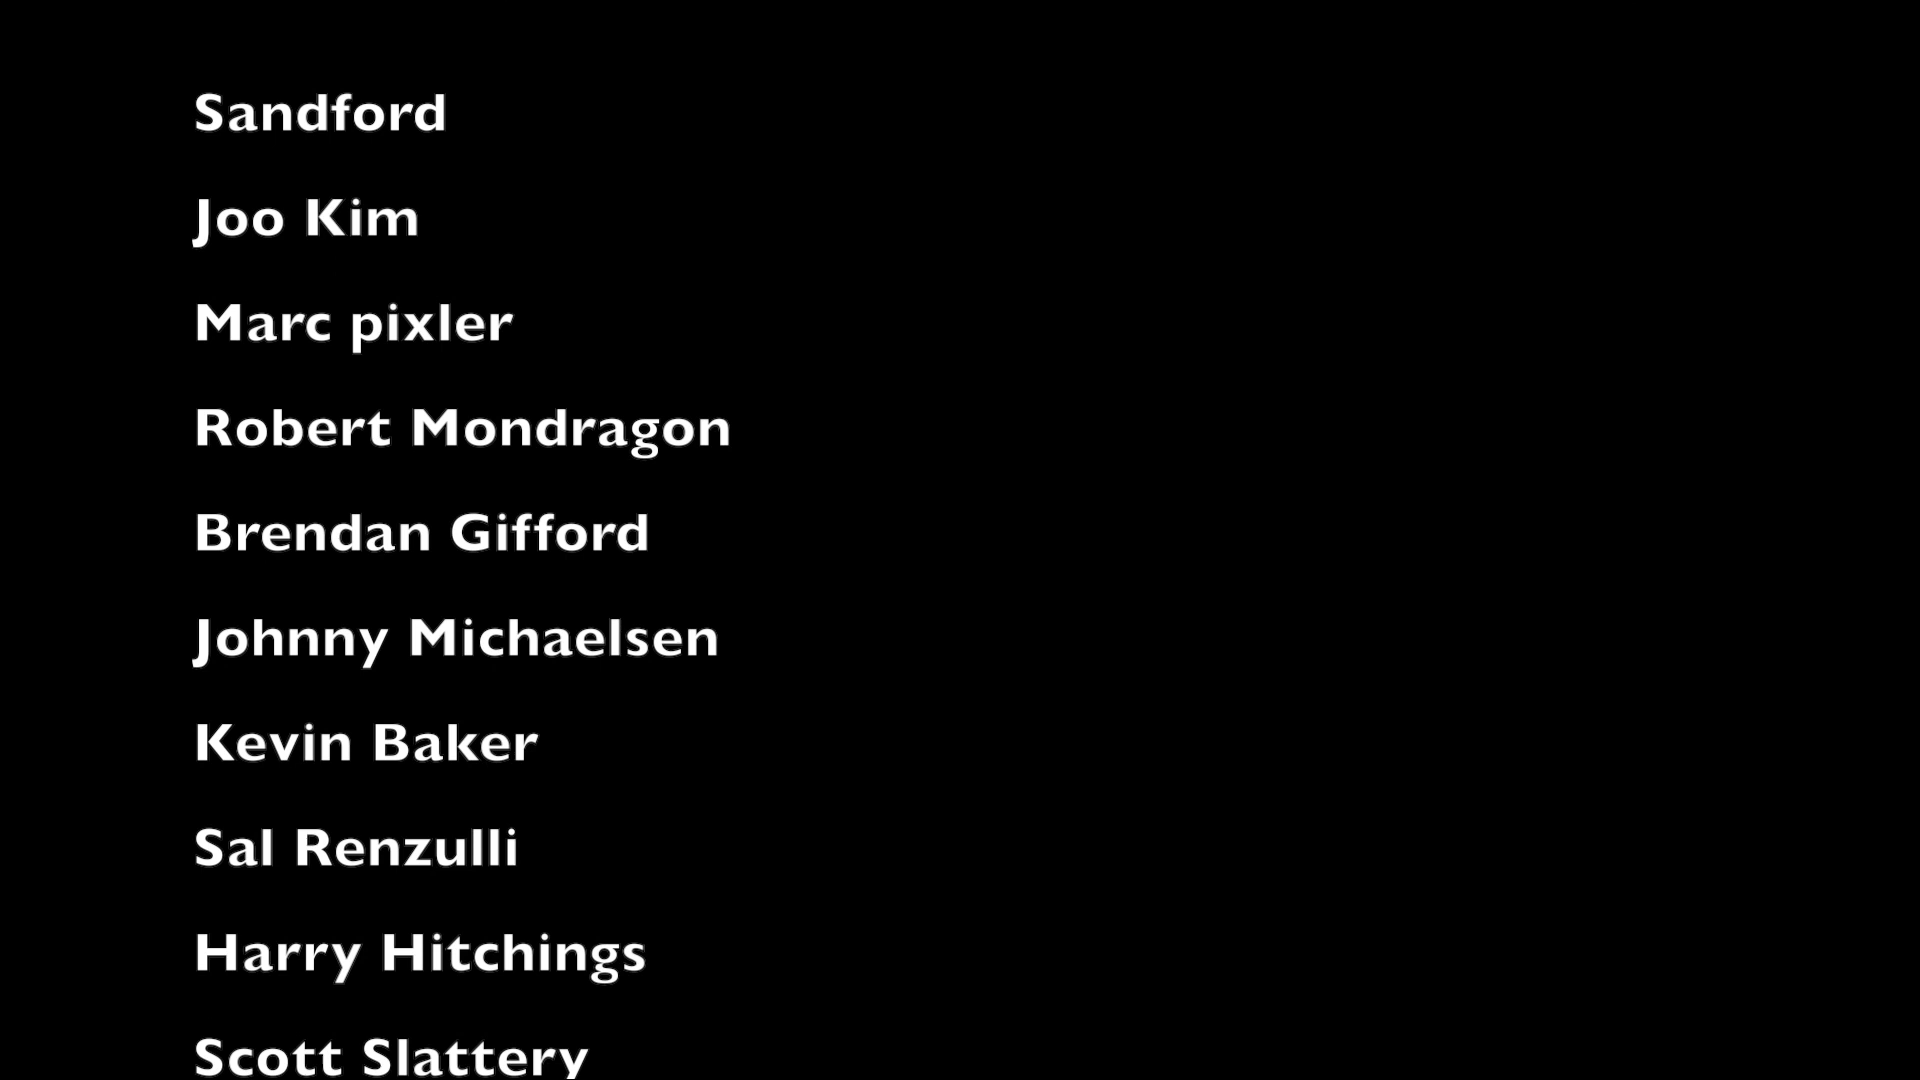 Sandford
Joo Kim
Marc pixler
Robert Mondragon
Brendan Gifford
Johnny Michaelsen
Kevin Baker
Sal Renzulli
Harry Hitchings
Scott Slattery